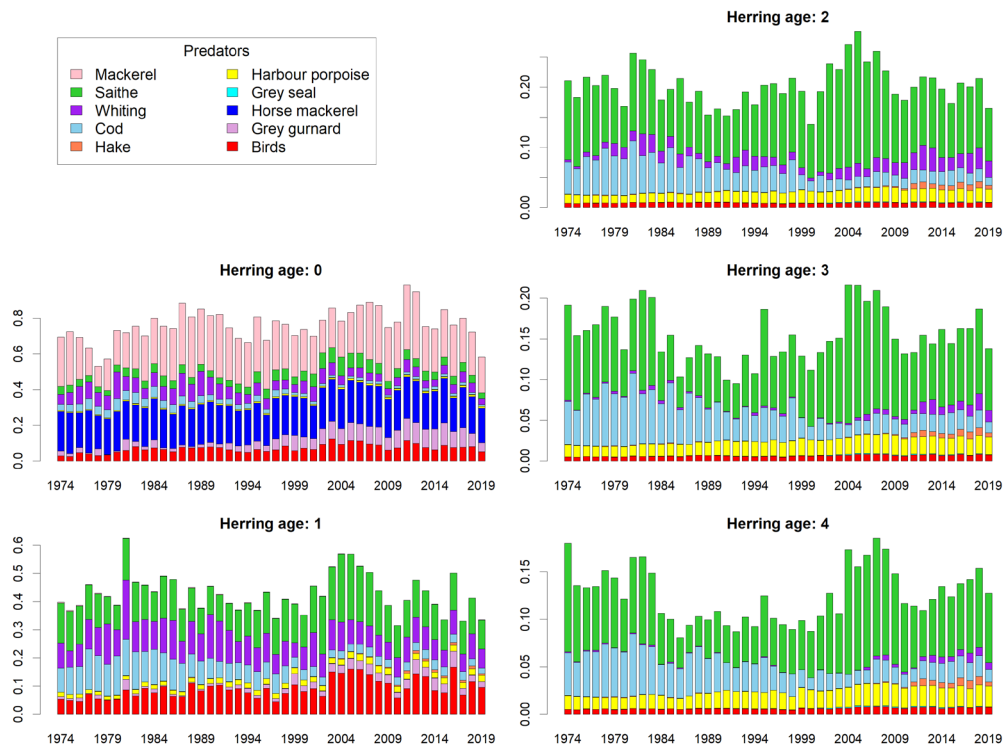 Predators
Mackerel Harbour porpoise
Saithe Grey seal
Whiting Horse mackerel
Cod Grey gurnard
Hake Birds
Herring age: 2
0.20
0.10
0.00
1974 1979 1984 1989 1994 1999 2004 2009 2014 2019
Herring age: 0
0.8
0.6
0.4
0.2
0.0
1974 1979 1984 1989 1994 1999 2004 2009 2014 2019
Herring age: 3
0.20
0.15
0.10
0.05
0.00
1974 1979 1984 1989 1994 1999 2004 2009 2014 2019
Herring age: 1
0.6
0.5
0.4
0.3
0.2
0.1
0.0
1974 1979 1984 1989 1994 1999 2004 2009 2014 2019
Herring age: 4
0.15
0.10
0.05
0.00
1974 1979 1984 1989 1994 1999 2004 2009 2014 2019